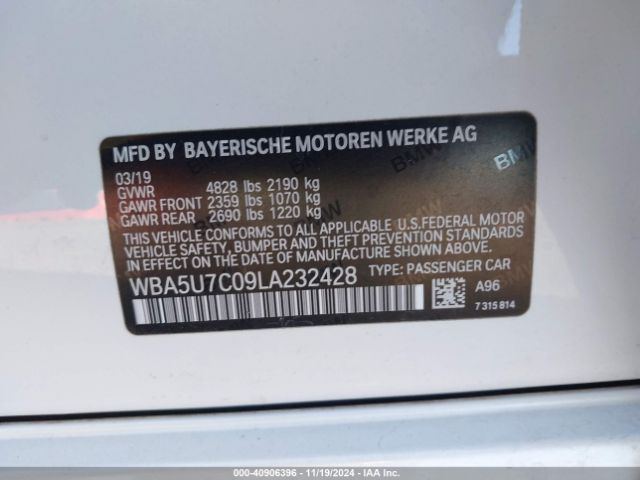 MFD BY BAYERISCHE MOTOREN WERKE AG
03/19
GVWR 4828 lbs 2190 kg
GAWR FRONT 2359 lbs 1070 kg
GAWR REAR 2690 lbs 1220 kg
THIS VEHICLE CONFORMS TO ALL APPLICABLE U.S.FEDERAL MOTOR
VEHICLE SAFETY, BUMPER AND THEFT PREVENTION STANDARDS
IN EFFECT ON THE DATE OF MANUFACTURE SHOWN ABOVE.
WBA5U7C09LA232428 TYPE: PASSENGER CAR
A96
7315814
BMW
BMW
000-40906396 - 11/19/2024 - IAA Inc.